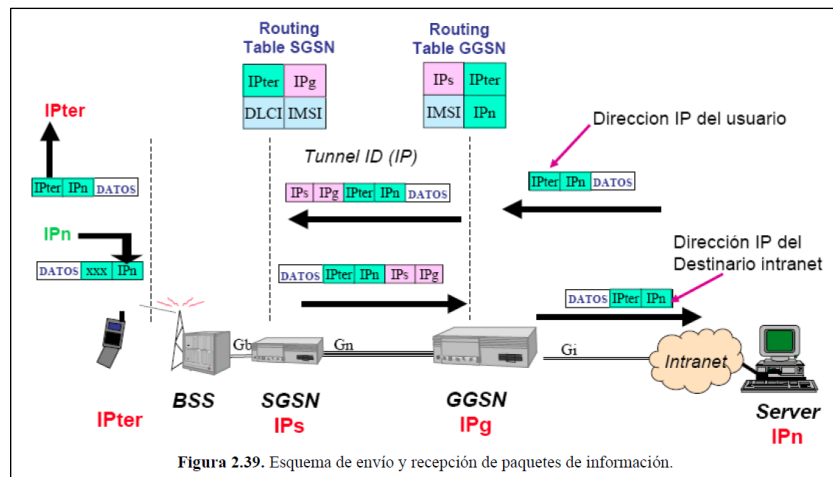 Routing
Table SGSN
Routing
Table GGSN
IPter IPg
DLCI IMSI
IPs IPter
IMSI IPn
IPter
Direccion IP del usuario
Tunnel ID (IP)
IPter IPn DATOS
IPs IPg IPter IPn DATOS
IPter IPn DATOS
IPn
DATOS xxx IPn
DATOS IPter IPn IPs IPg
Dirección IP del
Destinario intranet
DATOS IPter IPn
Gb
Gn
Gi
Intranet
BSS
SGSN
GGSN
Server
IPter
IPs
IPg
IPn
Figura 2.39. Esquema de envío y recepción de paquetes de información.